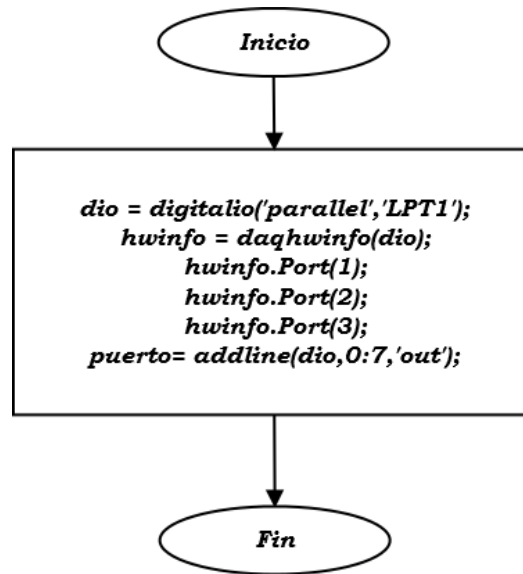 Inicio
dio = digitalio('parallel','LPT1');
hwinfo = daqhwinfo(dio);
hwinfo.Port(1);
hwinfo.Port(2);
hwinfo.Port(3);
puerto= addline(dio,0:7,'out');
Fin